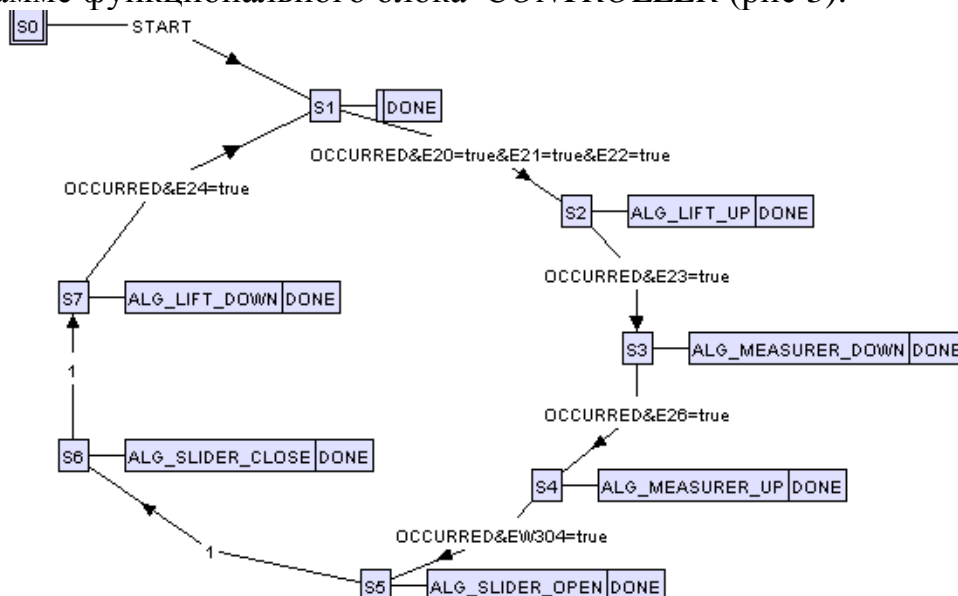 амме функционального блока CONTROLLER (рис 3).
S0 START
S1 DONE
OCCURRED&E20=true&E21=true&E22=true
OCCURRED&E24=true
S2 ALG_LIFT_UP DONE
OCCURRED&E23=true
S7 ALG_LIFT_DOWN DONE
S3 ALG_MEASURER_DOWN DONE
1
OCCURRED&E26=true
S6 ALG_SLIDER_CLOSE DONE
S4 ALG_MEASURER_UP DONE
OCCURRED&EW304=true
1
S5 ALG_SLIDER_OPEN DONE